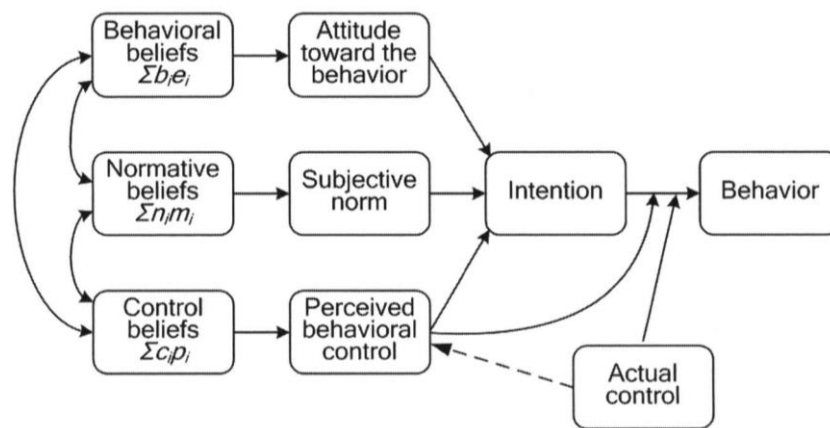 Behavioral
beliefs
Σbᵢeᵢ
Attitude
toward the
behavior
Normative
beliefs
Σnᵢmᵢ
Subjective
norm
Intention
Behavior
Control
beliefs
Σcᵢpᵢ
Perceived
behavioral
control
Actual
control